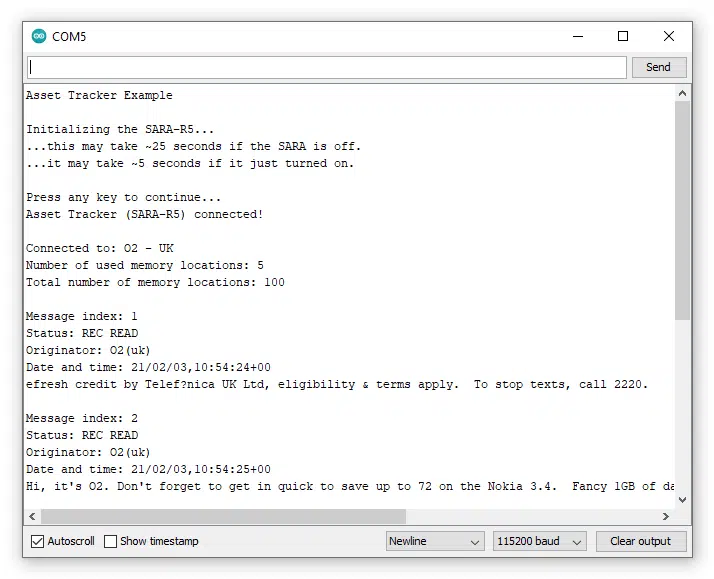 COM5
Send
Asset Tracker Example
Initializing the SARA-R5...
...this may take ~25 seconds if the SARA is off.
...it may take ~5 seconds if it just turned on.
Press any key to continue...
Asset Tracker (SARA-R5) connected!
Connected to: O2 - UK
Number of used memory locations: 5
Total number of memory locations: 100
Message index: 1
Status: REC READ
Originator: O2(uk)
Date and time: 21/02/03,10:54:24+00
efresh credit by Telef?nica UK Ltd, eligibility & terms apply.  To stop texts, call 2220.
Message index: 2
Status: REC READ
Originator: O2(uk)
Date and time: 21/02/03,10:54:25+00
Hi, it's O2. Don't forget to get in quick to save up to 72 on the Nokia 3.4.  Fancy 1GB of da
Autoscroll Show timestamp Newline 115200 baud Clear output